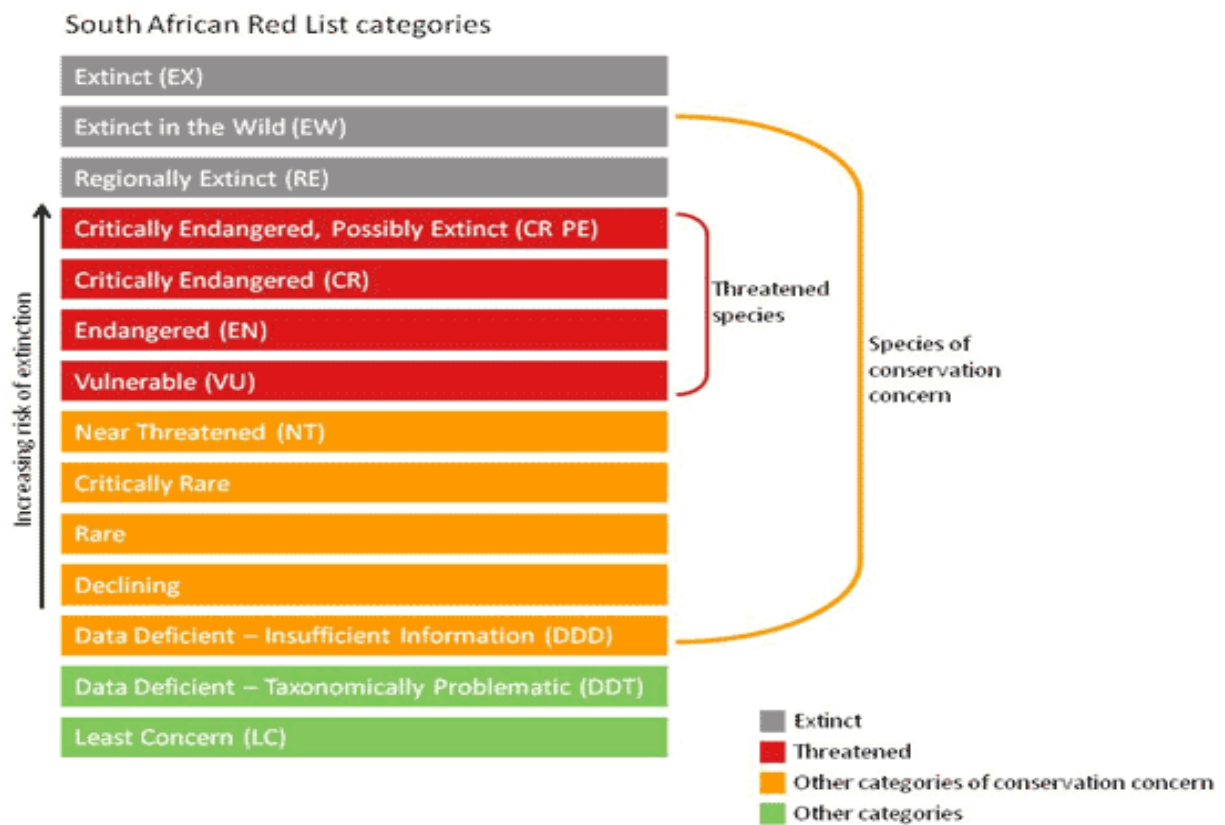 South African Red List categories
Extinct (EX)
Extinct in the Wild (EW)
Regionally Extinct (RE)
Critically Endangered, Possibly Extinct (CR PE)
Critically Endangered (CR)
Endangered (EN)
Vulnerable (VU)
Near Threatened (NT)
Critically Rare
Rare
Declining
Data Deficient – Insufficient Information (DDD)
Data Deficient – Taxonomically Problematic (DDT)
Least Concern (LC)
Increasing risk of extinction
Threatened
species
Species of
conservation
concern
Extinct
Threatened
Other categories of conservation concern
Other categories